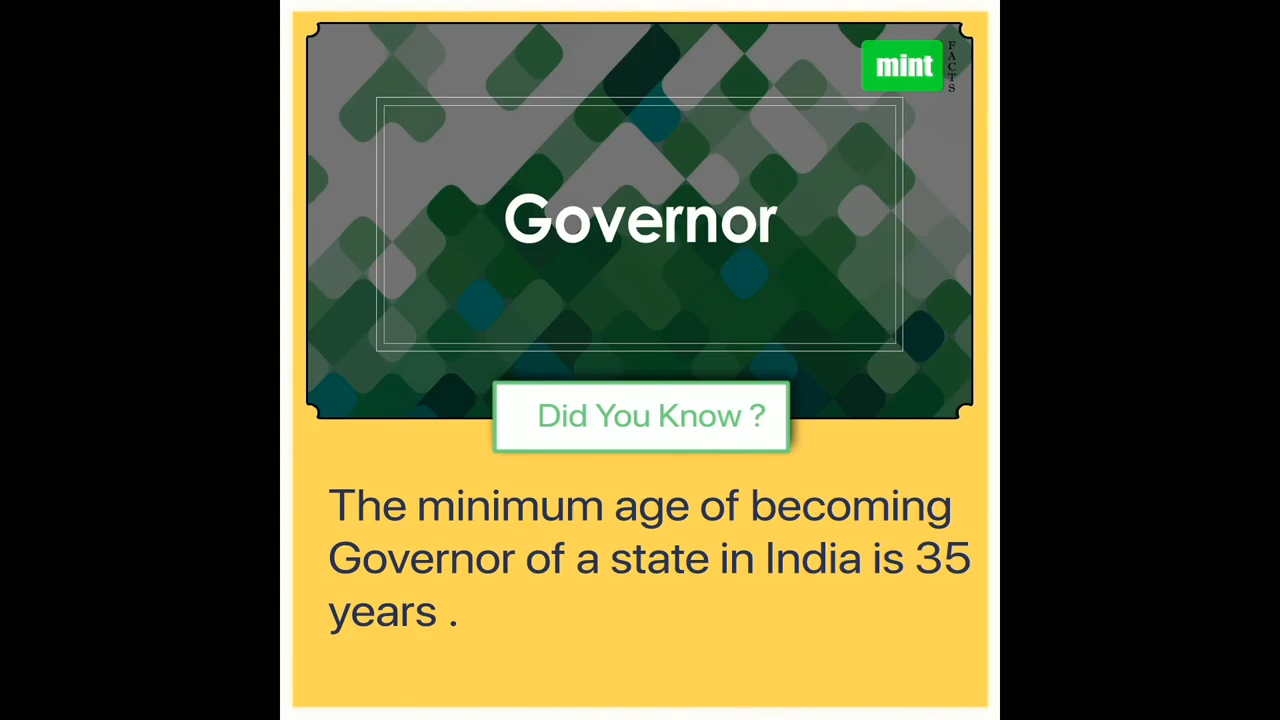 mint
FACTS
Governor
Did You Know ?
The minimum age of becoming
Governor of a state in India is 35
years .